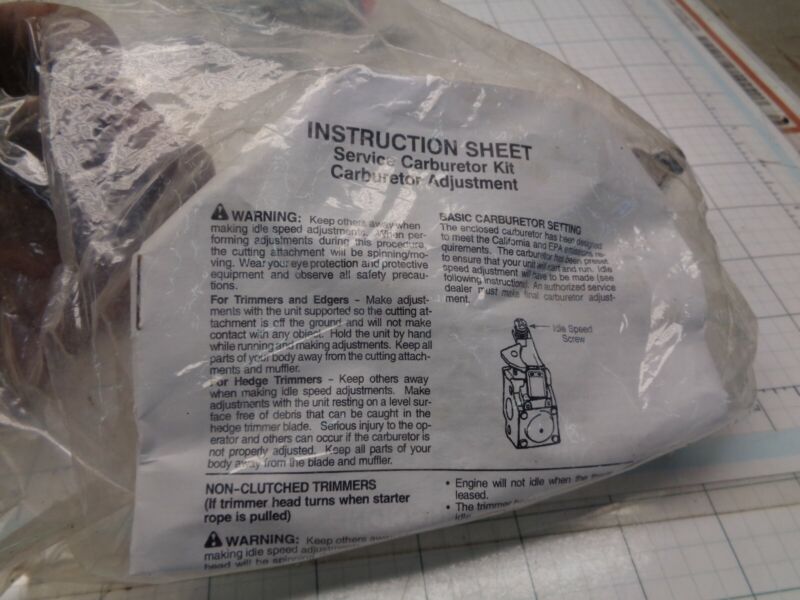 INSTRUCTION SHEET
Service Carburetor Kit
Carburetor Adjustment
WARNING: Keep others away when
making idle speed adjustments. When per-
forming adjustments during this procedure,
the cutting attachment will be spinning/mo-
ving. Wear your eye protection and protective
equipment and observe all safety precau-
tions.
For Trimmers and Edgers - Make adjust-
ments with the unit supported so the cutting at-
tachment is off the ground and will not make
contact with any object. Hold the unit by hand
while running and making adjustments. Keep all
parts of your body away from the cutting attach-
ments and muffler.
For Hedge Trimmers - Keep others away
when making idle speed adjustments. Make
adjustments with the unit resting on a level sur-
face free of debris that can be caught in the
hedge trimmer blade. Serious injury to the op-
erator and others can occur if the carburetor is
not properly adjusted. Keep all parts of your
body away from the blade and muffler.
BASIC CARBURETOR SETTING
The enclosed carburetor has been designed
to meet the California and EPA emissions re-
quirements. The carburetor has been preset
to ensure that your unit will start and run. Idle
speed adjustment will have to be made (see
following instructions). An authorized service
dealer must make final carburetor adjust-
ment.
Idle Speed
Screw
NON-CLUTCHED TRIMMERS
(If trimmer head turns when starter
rope is pulled)
WARNING: Keep others
making idle speed
head will be
• Engine will not idle when the
leased.
• The trimmer